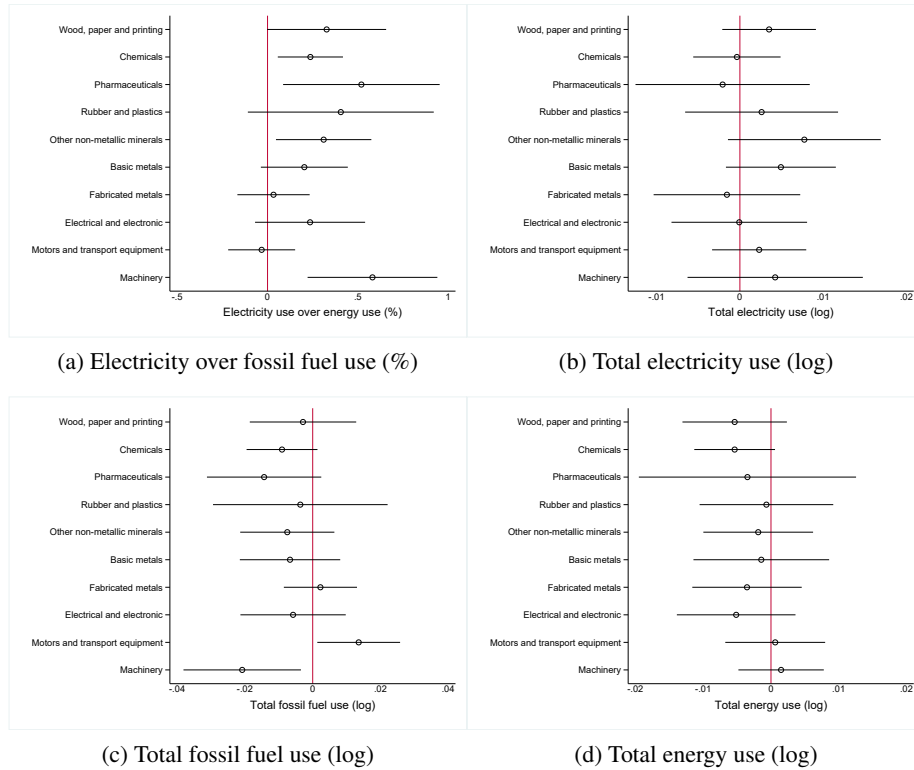 Wood, paper and printing
Chemicals
Pharmaceuticals
Rubber and plastics
Other non-metallic minerals
Basic metals
Fabricated metals
Electrical and electronic
Motors and transport equipment
Machinery
-.5 0 .5 1
Electricity use over energy use (%)
(a) Electricity over fossil fuel use (%)
Wood, paper and printing
Chemicals
Pharmaceuticals
Rubber and plastics
Other non-metallic minerals
Basic metals
Fabricated metals
Electrical and electronic
Motors and transport equipment
Machinery
-.01 0 .01 .02
Total electricity use (log)
(b) Total electricity use (log)
Wood, paper and printing
Chemicals
Pharmaceuticals
Rubber and plastics
Other non-metallic minerals
Basic metals
Fabricated metals
Electrical and electronic
Motors and transport equipment
Machinery
-.04 -.02 0 .02 .04
Total fossil fuel use (log)
(c) Total fossil fuel use (log)
Wood, paper and printing
Chemicals
Pharmaceuticals
Rubber and plastics
Other non-metallic minerals
Basic metals
Fabricated metals
Electrical and electronic
Motors and transport equipment
Machinery
-.02 -.01 0 .01 .02
Total energy use (log)
(d) Total energy use (log)